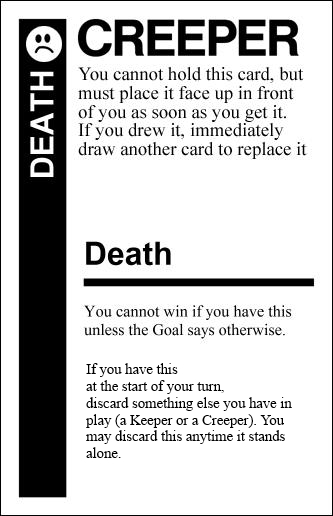 CREEPER
DEATH
You cannot hold this card, but
must place it face up in front
of you as soon as you get it.
If you drew it, immediately
draw another card to replace it
Death
You cannot win if you have this
unless the Goal says otherwise.
If you have this
at the start of your turn,
discard something else you have in
play (a Keeper or a Creeper). You
may discard this anytime it stands
alone.